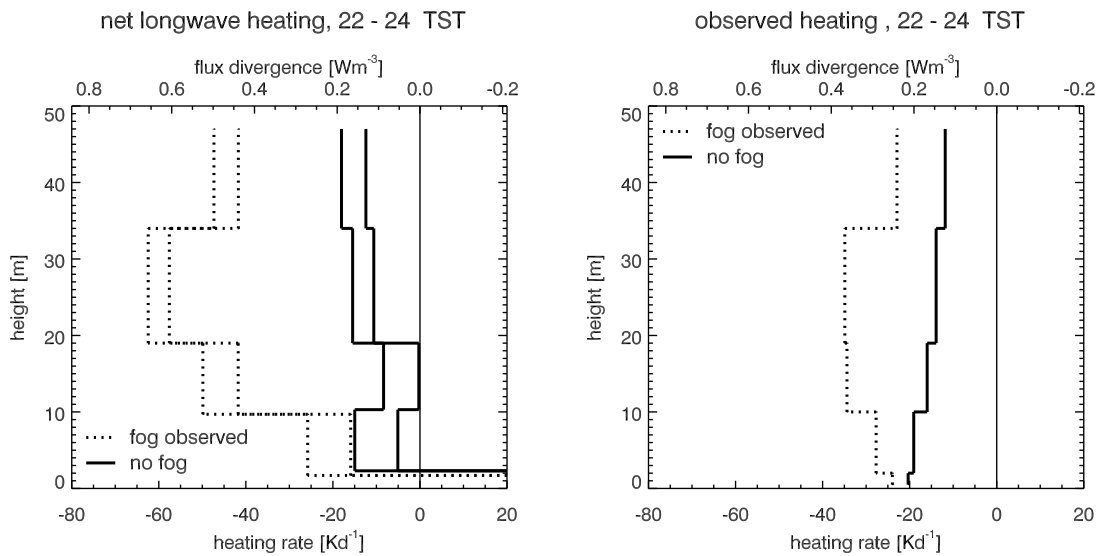 net longwave heating, 22 - 24 TST
flux divergence [Wm-3]
0.8 0.6 0.4 0.2 0.0 -0.2
50
40
30
20
10
0
height [m]
fog observed
no fog
-80 -60 -40 -20 0 20
heating rate [Kd-1]
observed heating , 22 - 24 TST
flux divergence [Wm-3]
0.8 0.6 0.4 0.2 0.0 -0.2
50
40
30
20
10
0
height [m]
fog observed
no fog
-80 -60 -40 -20 0 20
heating rate [Kd-1]